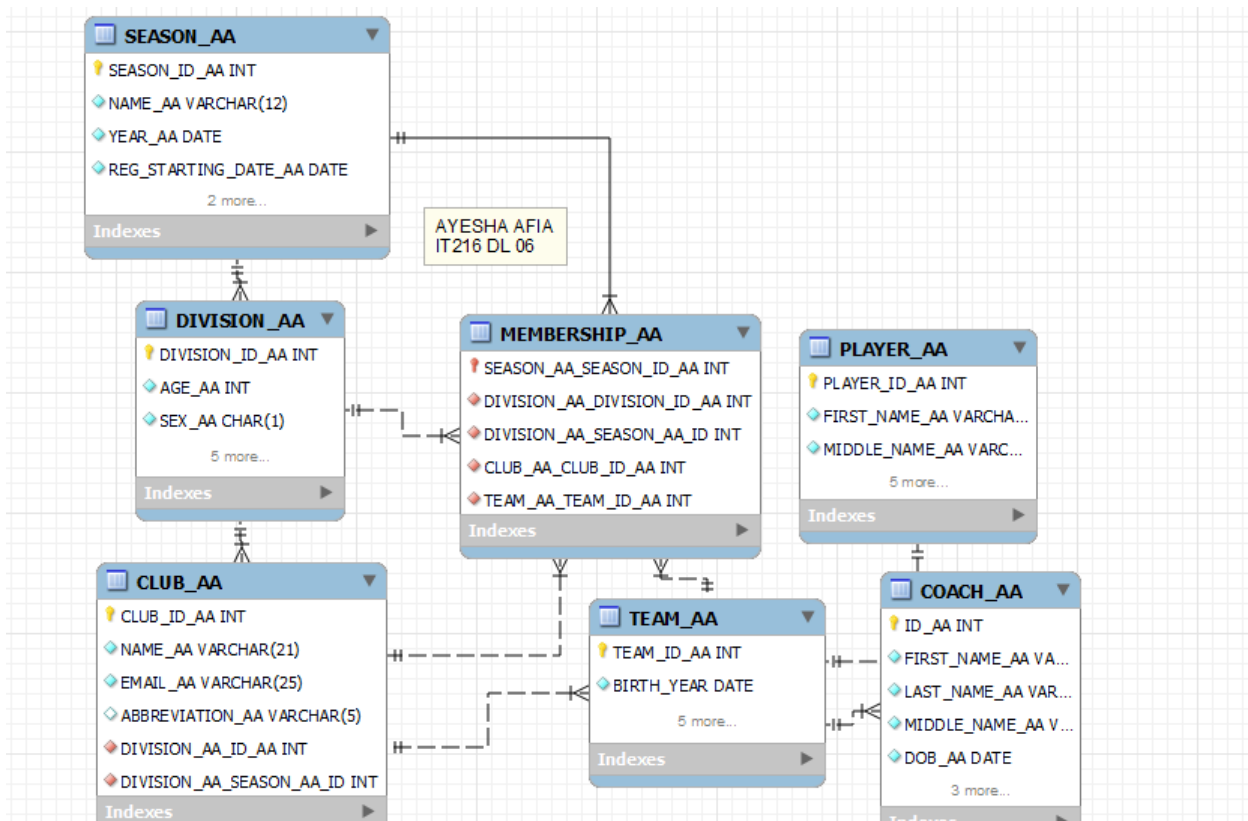 SEASON_AA
SEASON_ID_AA INT
NAME_AA VARCHAR(12)
YEAR_AA DATE
REG_STARTING_DATE_AA DATE
2 more...
Indexes
AYESHA AFIA
IT216 DL 06
DIVISION_AA
DIVISION_ID_AA INT
AGE_AA INT
SEX_AA CHAR(1)
5 more...
Indexes
MEMBERSHIP_AA
SEASON_AA_SEASON_ID_AA INT
DIVISION_AA_DIVISION_ID_AA INT
DIVISION_AA_SEASON_AA_ID INT
CLUB_AA_CLUB_ID_AA INT
TEAM_AA_TEAM_ID_AA INT
Indexes
PLAYER_AA
PLAYER_ID_AA INT
FIRST_NAME_AA VARCHA...
MIDDLE_NAME_AA VARC...
5 more...
Indexes
CLUB_AA
CLUB_ID_AA INT
NAME_AA VARCHAR(21)
EMAIL_AA VARCHAR(25)
ABBREVIATION_AA VARCHAR(5)
DIVISION_AA_ID_AA INT
DIVISION_AA_SEASON_AA_ID INT
Indexes
TEAM_AA
TEAM_ID_AA INT
BIRTH_YEAR DATE
5 more...
Indexes
COACH_AA
ID_AA INT
FIRST_NAME_AA VA...
LAST_NAME_AA VAR...
MIDDLE_NAME_AA V...
DOB_AA DATE
3 more...
Indexes